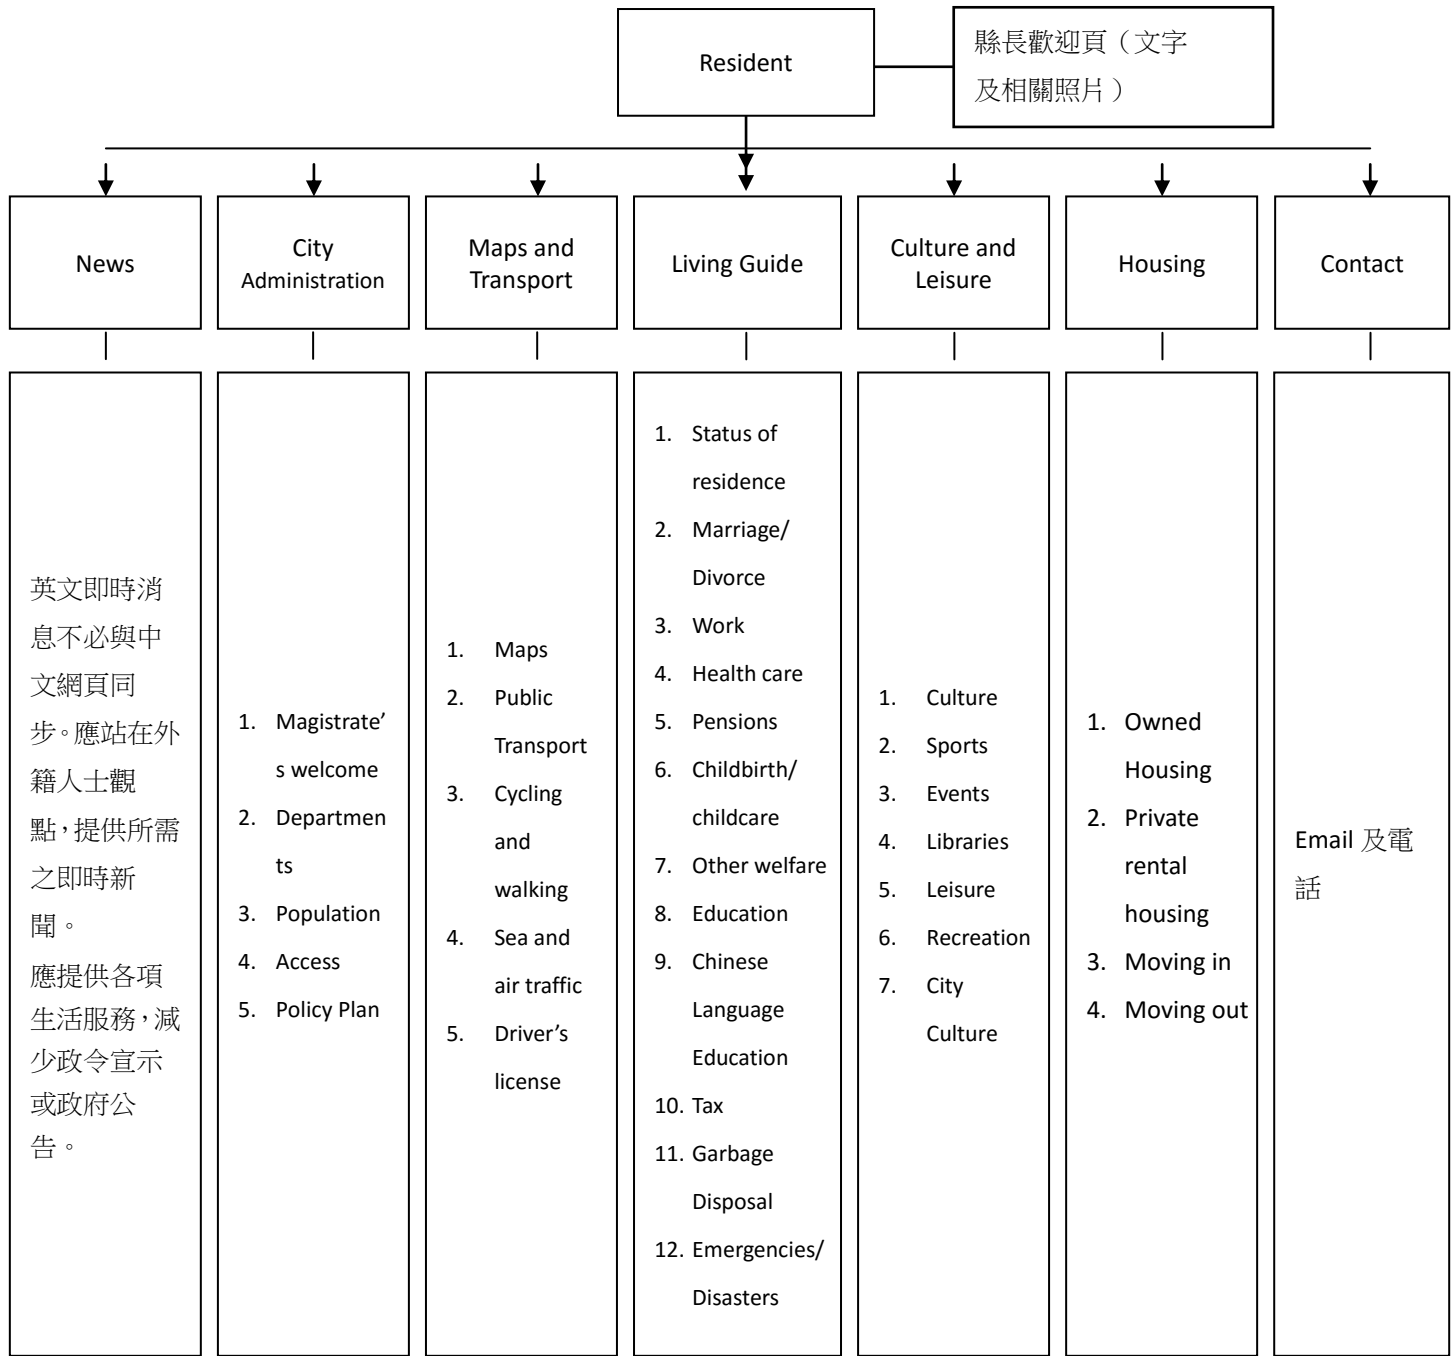 Resident
縣長歡迎頁（文字
及相關照片）
News
City
Administration
Maps and
Transport
Living Guide
Culture and
Leisure
Housing
Contact
英文即時消
息不必與中
文網頁同
步。應站在外
籍人士觀
點，提供所需
之即時新
聞。
應提供各項
生活服務，減
少政令宣示
或政府公
告。
1. Magistrate’
s welcome
2. Departmen
ts
3. Population
4. Access
5. Policy Plan
1. Maps
2. Public
Transport
3. Cycling
and
walking
4. Sea and
air traffic
5. Driver’s
license
1. Status of
residence
2. Marriage/
Divorce
3. Work
4. Health care
5. Pensions
6. Childbirth/
childcare
7. Other welfare
8. Education
9. Chinese
Language
Education
10. Tax
11. Garbage
Disposal
12. Emergencies/
Disasters
1. Culture
2. Sports
3. Events
4. Libraries
5. Leisure
6. Recreation
7. City
Culture
1. Owned
Housing
2. Private
rental
housing
3. Moving in
4. Moving out
Email 及電
話